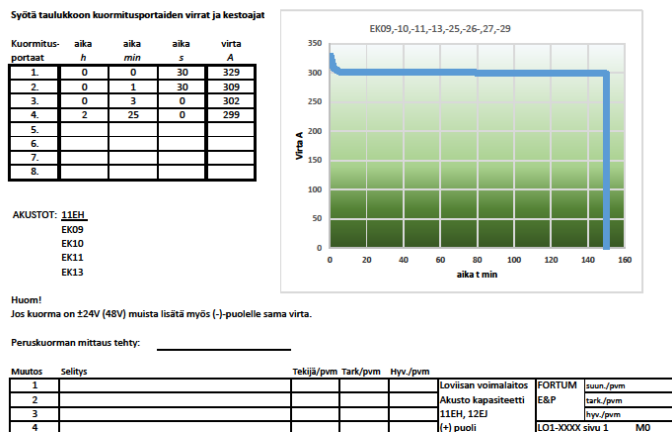 Syötä taulukkoon kuormitusportaiden virrat ja kestoajat
Kuormitus- aika aika aika virta
portaat h min s A
1. 0 0 30 329
2. 0 1 30 309
3. 0 3 0 302
4. 2 25 0 299
5.
6.
7.
8.
EK09,-10,-11,-13,-25,-26-,27,-29
350
300
250
200
150
100
50
0
Virta A
0 20 40 60 80 100 120 140 160
aika t min
AKUSTOT: 11EH
EK09
EK10
EK11
EK13
Huom!
Jos kuorma on ±24V (48V) muista lisätä myös (-)-puolelle sama virta.
Peruskuorman mittaus tehty:
Muutos Selitys Tekijä/pvm Tark/pvm Hyv./pvm
1 Loviisan voimalaitos FORTUM suun./pvm
2 Akusto kapasiteetti E&P tark./pvm
3 11EH, 12EJ hyv./pvm
4 (+) puoli LO1-XXXX sivu 1 M0